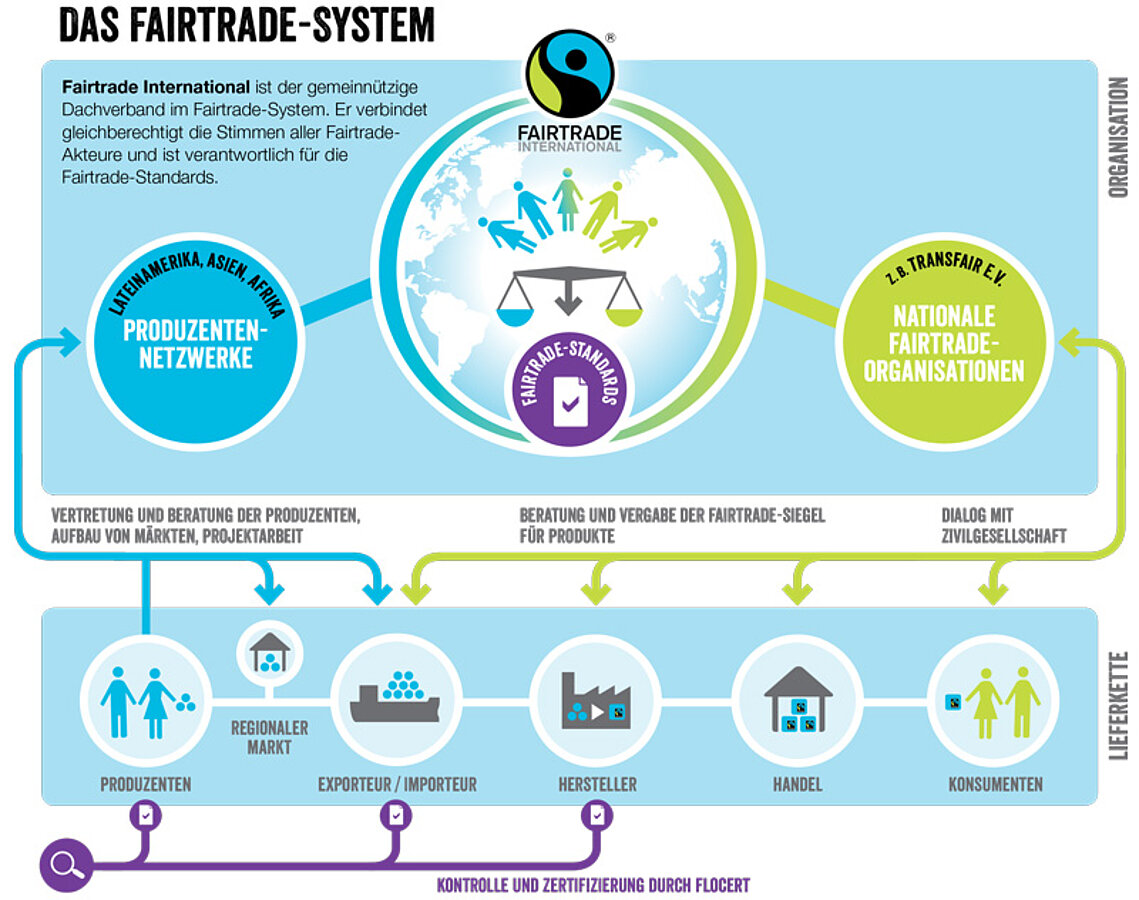 DAS FAIRTRADE-SYSTEM
®
Fairtrade International ist der gemeinnützige
Dachverband im Fairtrade-System. Er verbindet
gleichberechtigt die Stimmen aller Fairtrade-
Akteure und ist verantwortlich für die
Fairtrade-Standards.
FAIRTRADE
INTERNATIONAL
ORGANISATION
LATEINAMERIKA, ASIEN, AFRIKA
PRODUZENTEN-
NETZWERKE
FAIRTRADE-STANDARDS
Z. B. TRANSFAIR E.V.
NATIONALE
FAIRTRADE-
ORGANISATIONEN
VERTRETUNG UND BERATUNG DER PRODUZENTEN,
AUFBAU VON MÄRKTEN, PROJEKTARBEIT
BERATUNG UND VERGABE DER FAIRTRADE-SIEGEL
FÜR PRODUKTE
DIALOG MIT
ZIVILGESELLSCHAFT
LIEFERKETTE
PRODUZENTEN
REGIONALER
MARKT
EXPORTEUR / IMPORTEUR
HERSTELLER
HANDEL
KONSUMENTEN
KONTROLLE UND ZERTIFIZIERUNG DURCH FLOCERT